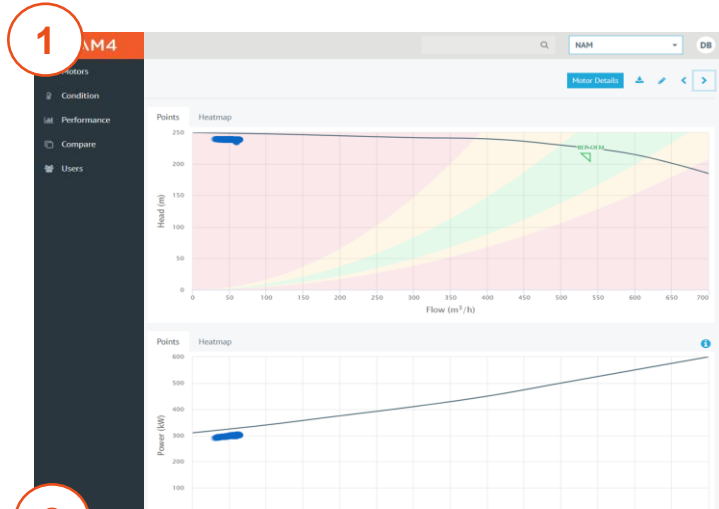 1
AM4
NAM
DB
Motors
Motor Details
Condition
Performance
Compare
Users
Points Heatmap
250
200
150
100
50
0
Head (m)
0 50 100 150 200 250 300 350 400 450 500 550 600 650 700
Flow (m³/h)
Points Heatmap
600
500
400
300
200
100
Power (kW)